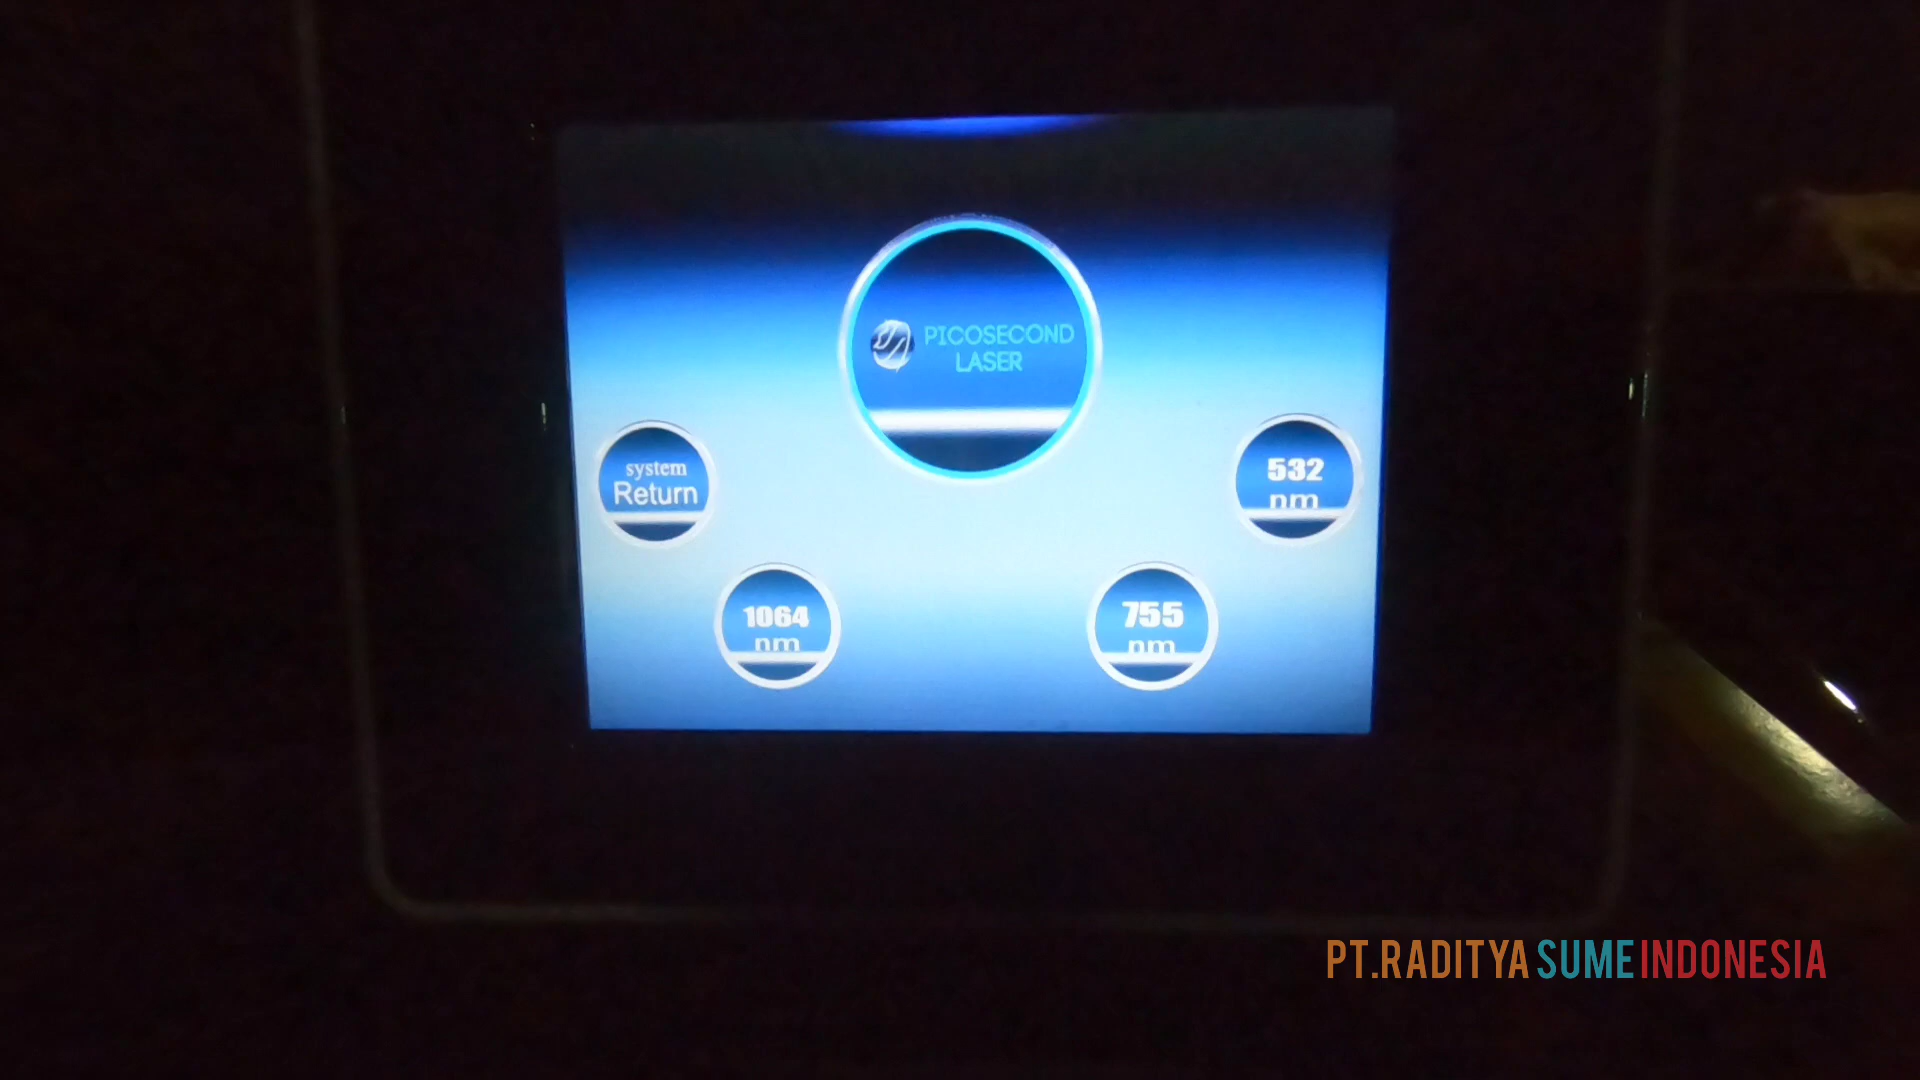 PICOSECOND
LASER
system
Return
532
nm
1064
nm
755
nm
PT.RADITYA SUME INDONESIA